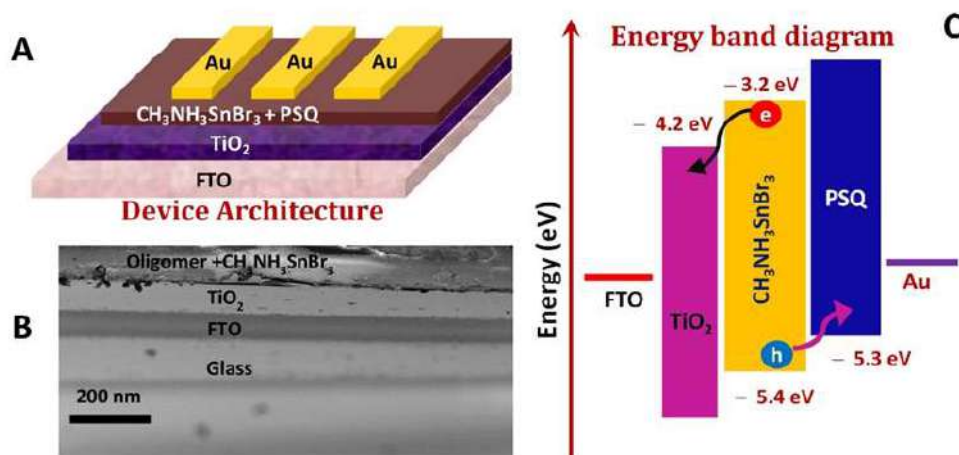 A
Au
Au
Au
CH₃NH₃SnBr₃ + PSQ
TiO₂
FTO
Device Architecture
B
Oligomer +CH₃NH₃SnBr₃
TiO₂
FTO
Glass
200 nm
C
Energy band diagram
Energy (eV)
– 3.2 eV
– 4.2 eV
e
PSQ
CH₃NH₃SnBr₃
FTO
Au
TiO₂
h
– 5.3 eV
– 5.4 eV